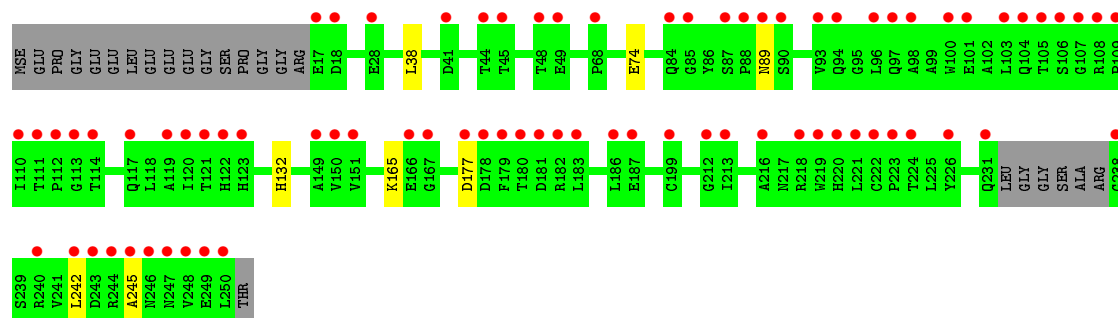 MSE GLU PRO GLY GLU GLU LEU GLU GLU GLU GLY SER PRO GLY GLY ARG E17 D18 E28 L38 D41 T44 T45 T48 E49 P68 E74 Q84 G85 Y86 S87 P88 N89 S90 V93 Q94 G95 L96 Q97 A98 A99 W100 E101 A102 L103 Q104 T105 S106 G107 R108 P109
I110 T111 P112 G113 T114 Q117 L118 A119 I120 T121 H122 H123 H132 A149 V150 V151 K165 E166 G167 D177 D178 F179 T180 D181 R182 L183 L186 E187 C199 G212 I213 A216 N217 R218 W219 H220 L221 C222 P223 T224 L225 Y226 Q231 LEU GLY GLY SER ALA ARG G238
S239 R240 V241 L242 D243 R244 A245 N246 N247 V248 E249 L250 THR